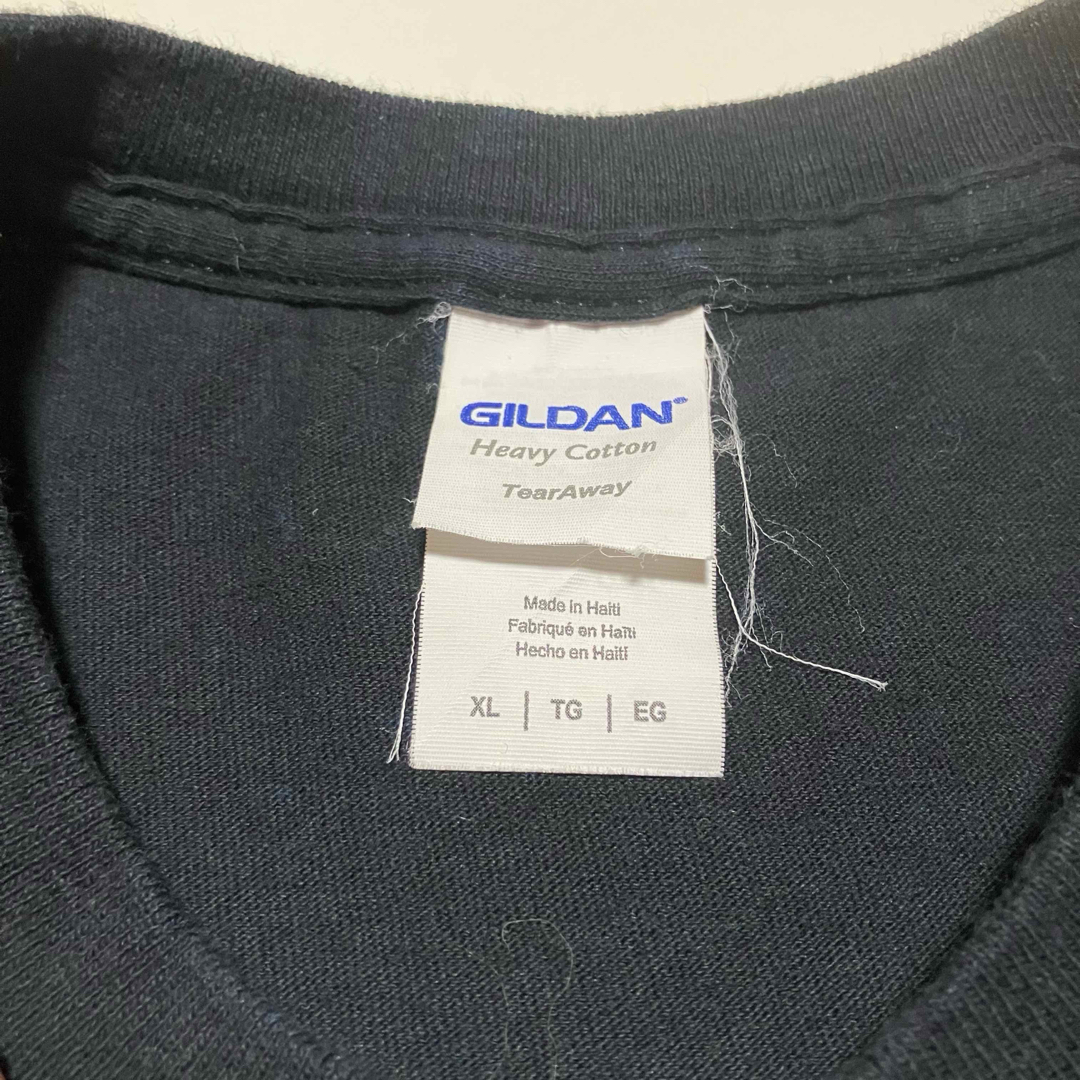 GILDAN®
Heavy Cotton
TearAway
Made in Haiti
Fabriqué en Haïti
Hecho en Haití
XL | TG | EG